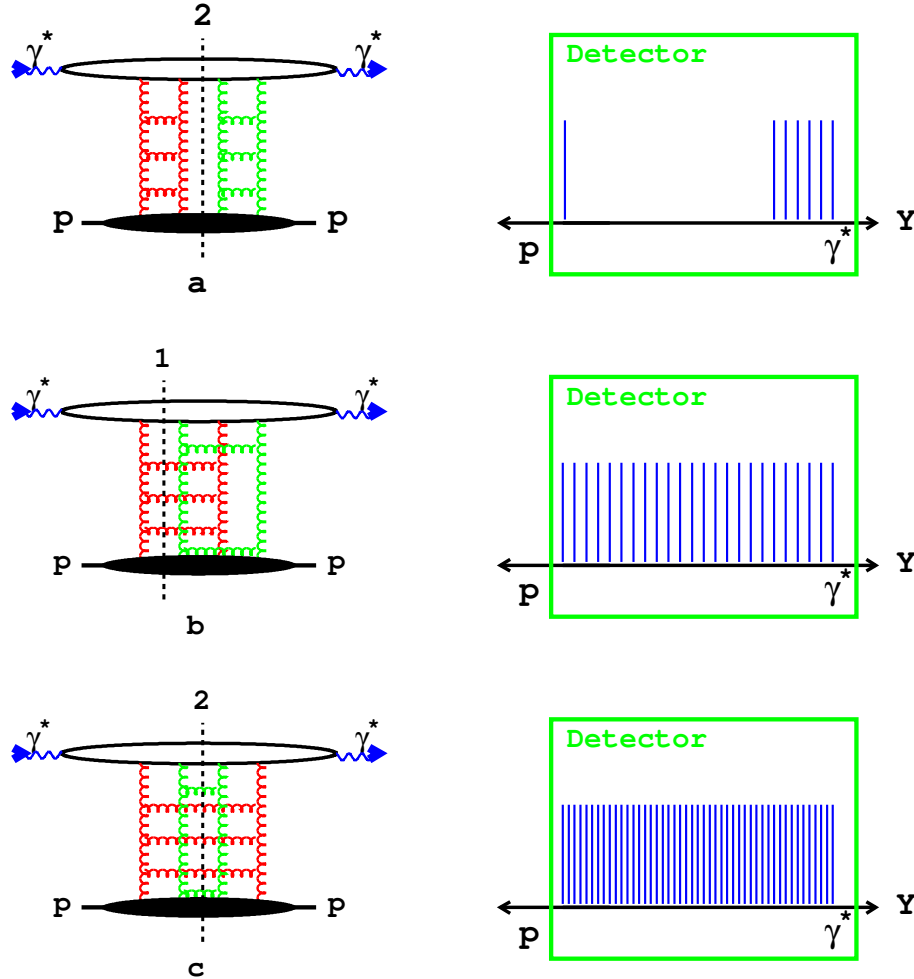 2
γ* γ*
p p
a
Detector
p γ* Y
1
γ* γ*
p p
b
Detector
p γ* Y
2
γ* γ*
p p
c
Detector
p γ* Y